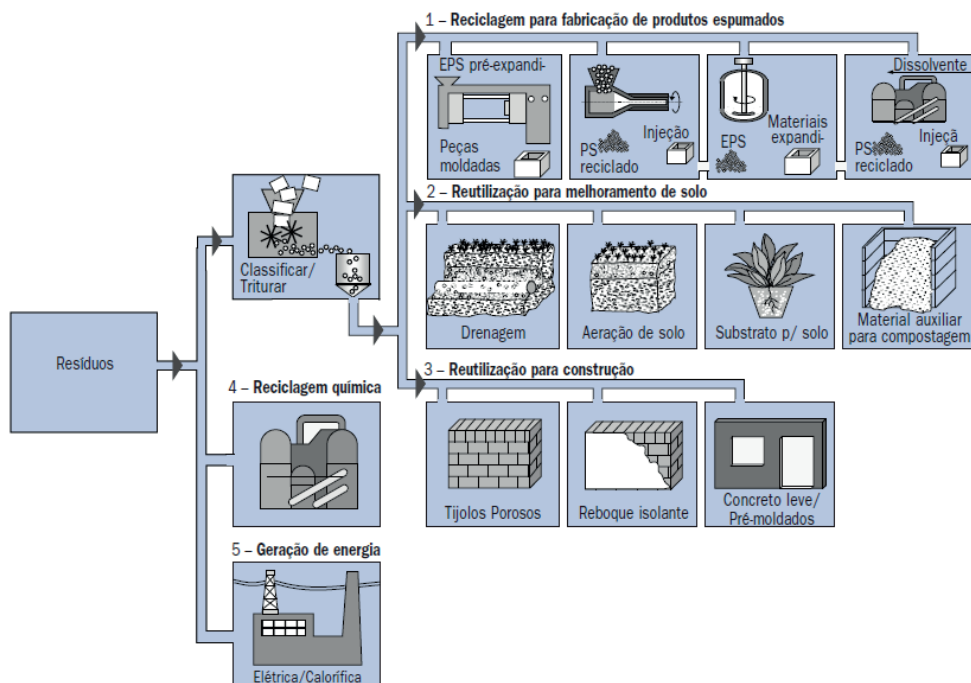 1 – Reciclagem para fabricação de produtos espumados
EPS pré-expandi-
Peças
moldadas
PS
reciclado
Injeção
EPS
Materiais
expandi-
Dissolvente
PS
reciclado
Injeçã
2 – Reutilização para melhoramento de solo
Classificar/
Triturar
Drenagem
Aeração de solo
Substrato p/ solo
Material auxiliar
para compostagem
Resíduos
3 – Reutilização para construção
4 – Reciclagem química
Tijolos Porosos
Reboque isolante
Concreto leve/
Pré-moldados
5 – Geração de energia
Elétrica/Calorífica